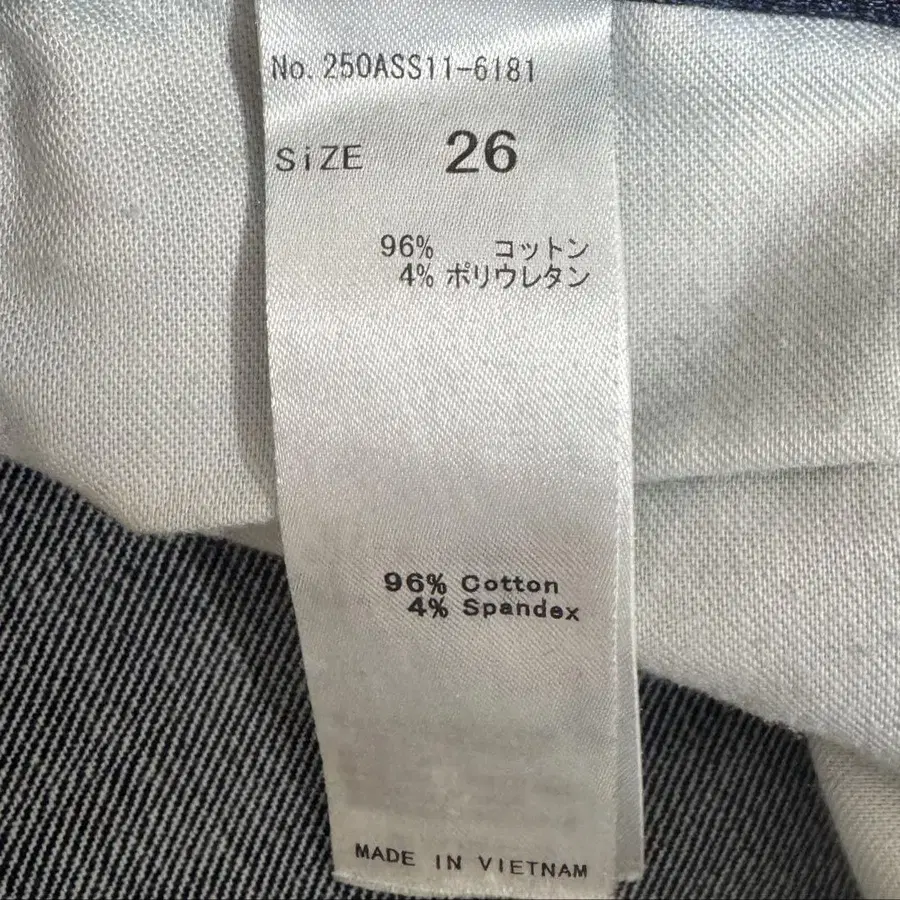 No. 250ASS11-6181
SiZE 26
96% コットン
4% ポリウレタン
96% Cotton
4% Spandex
MADE IN VIETNAM